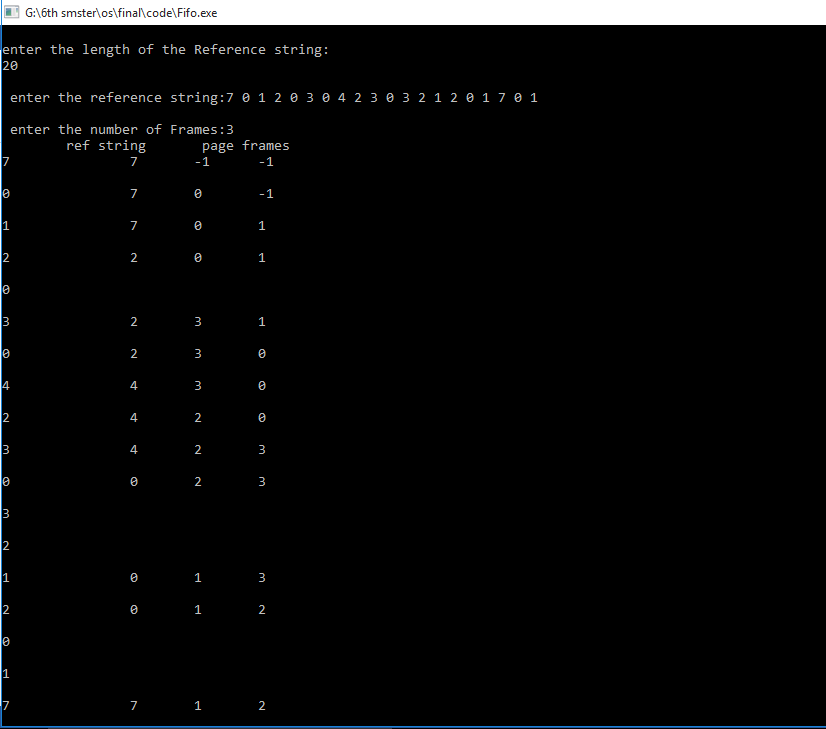 G:\6th smster\os\final\code\Fifo.exe
enter the length of the Reference string:
20
enter the reference string:7 0 1 2 0 3 0 4 2 3 0 3 2 1 2 0 1 7 0 1
enter the number of Frames:3
ref string page frames
7 7 -1 -1
0 7 0 -1
1 7 0 1
2 2 0 1
0
3 2 3 1
0 2 3 0
4 4 3 0
2 4 2 0
3 4 2 3
0 0 2 3
3
2
1 0 1 3
2 0 1 2
0
1
7 7 1 2